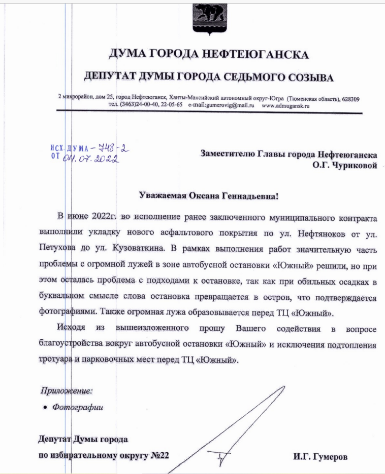 ДУМА ГОРОДА НЕФТЕЮГАНСКА
ДЕПУТАТ ДУМЫ ГОРОДА СЕДЬМОГО СОЗЫВА
2 микрорайон, дом 25, город Нефтеюганск, Ханты-Мансийский автономный округ-Югра (Тюменская область), 628309
тел. (3463)24-00-40, 22-05-65 e-mail:gumerovig@mail.ru www.admugansk.ru
ИСХ.ДУМА-748-2
ОТ 04.07.2022
Заместителю Главы города Нефтеюганска
О.Г. Чуриковой
Уважаемая Оксана Геннадьевна!
В июне 2022г. во исполнение ранее заключенного муниципального контракта
выполнили укладку нового асфальтового покрытия по ул. Нефтяников от ул.
Петухова до ул. Кузоваткина. В рамках выполнения работ значительную часть
проблемы с огромной лужей в зоне автобусной остановки «Южный» решили, но при
этом осталась проблема с подходами к остановке, так как при обильных осадках в
буквальном смысле слова остановка превращается в остров, что подтверждается
фотографиями. Также огромная лужа образовывается перед ТЦ «Южный».
Исходя из вышеизложенного прошу Вашего содействия в вопросе
благоустройства вокруг автобусной остановки «Южный» и исключения подтопления
тротуара и парковочных мест перед ТЦ «Южный».
Приложение:
• Фотографии
Депутат Думы города
по избирательному округу №22 И.Г. Гумеров